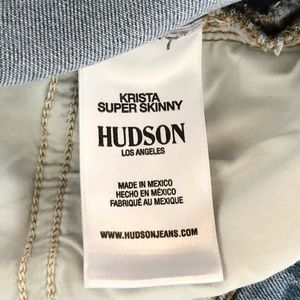 KRISTA
SUPER SKINNY
HUDSON
LOS ANGELES
MADE IN MEXICO
HECHO EN MÉXICO
FABRIQUÉ AU MEXIQUE
WWW.HUDSONJEANS.COM